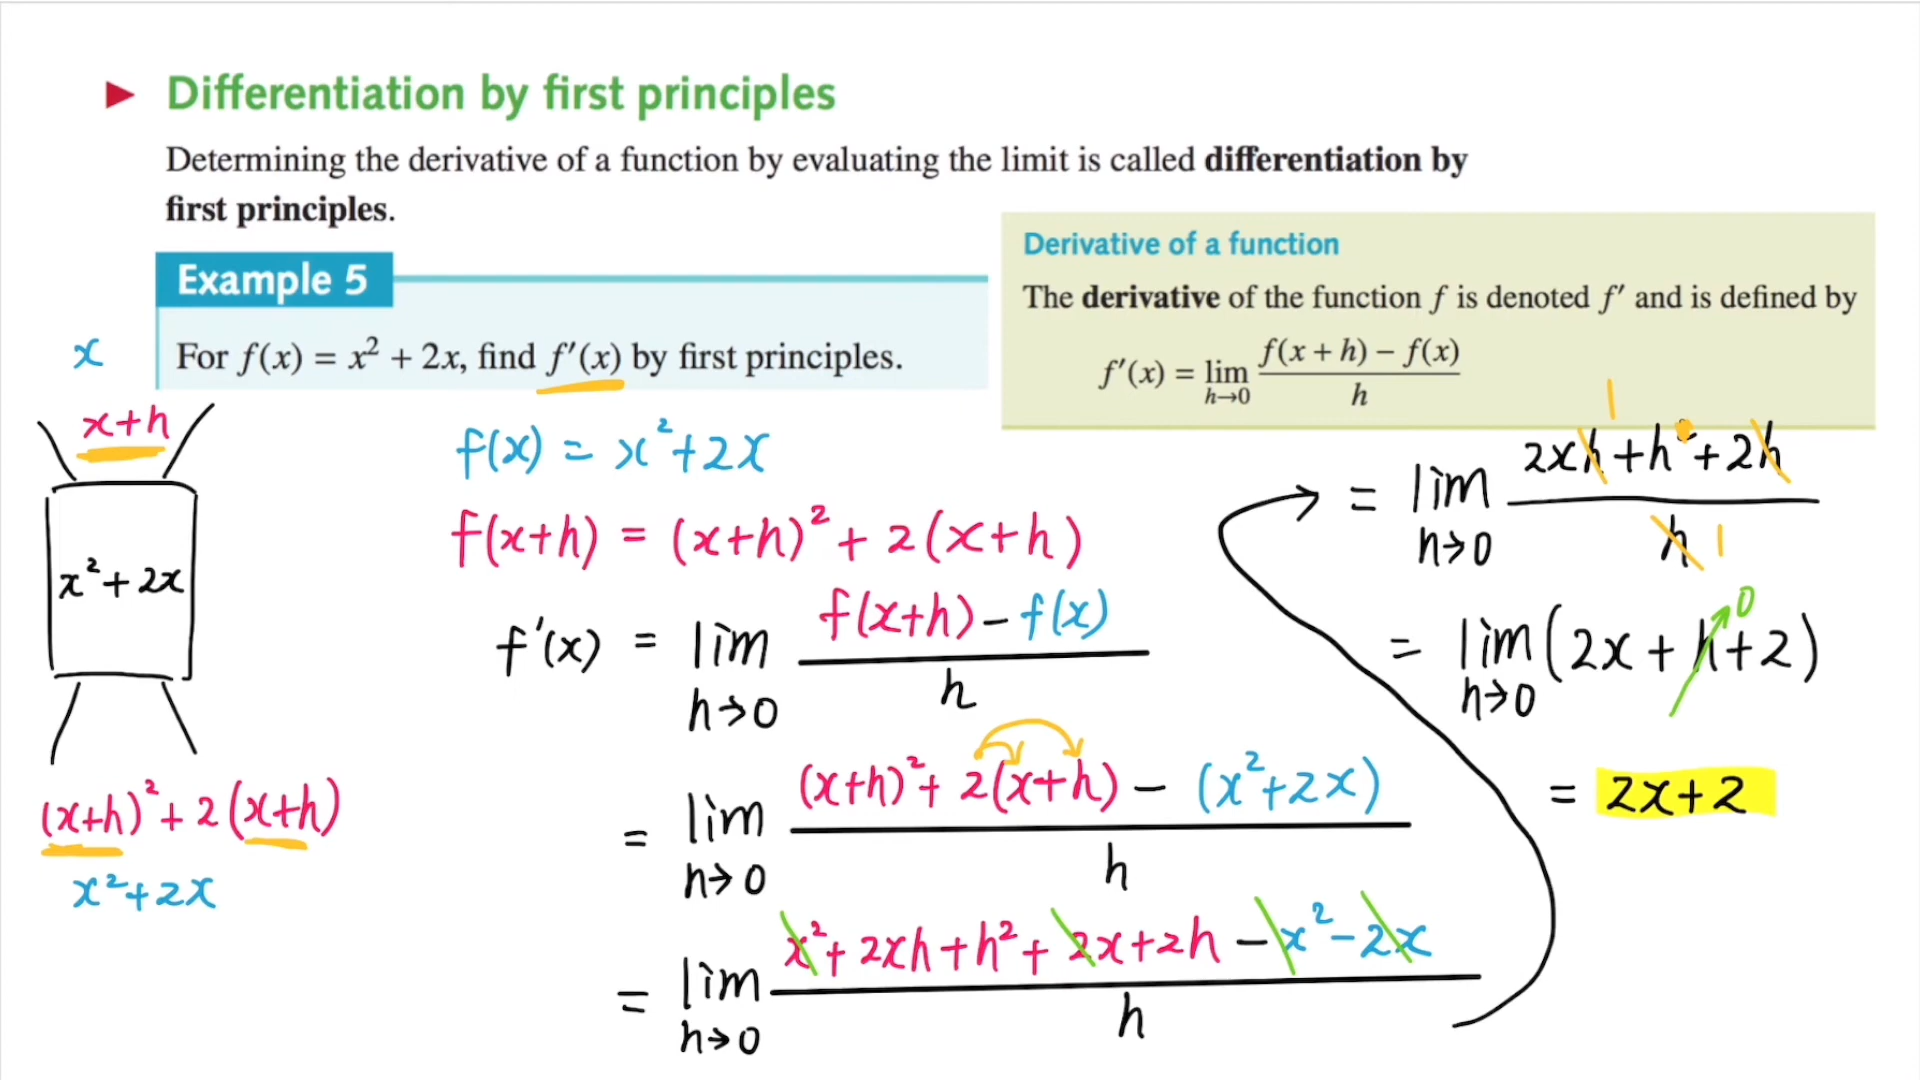 ► Differentiation by first principles
Determining the derivative of a function by evaluating the limit is called differentiation by
first principles.
Example 5
For f(x) = x² + 2x, find f′(x) by first principles.
Derivative of a function
The derivative of the function f is denoted f′ and is defined by
f′(x) = lim h→0 (f(x + h) − f(x)) / h
x
x+h
x²+2x
(x+h)²+2(x+h)
x²+2x
f(x) = x²+2x
f(x+h) = (x+h)²+2(x+h)
f′(x) = lim h→0 (f(x+h)−f(x)) / h
= lim h→0 ((x+h)²+2(x+h)−(x²+2x)) / h
= lim h→0 (x²+2xh+h²+2x+2h−x²−2x) / h
1
= lim h→0 (2xh+h²+2h) / h 1
0
= lim h→0 (2x+h+2)
= 2x+2